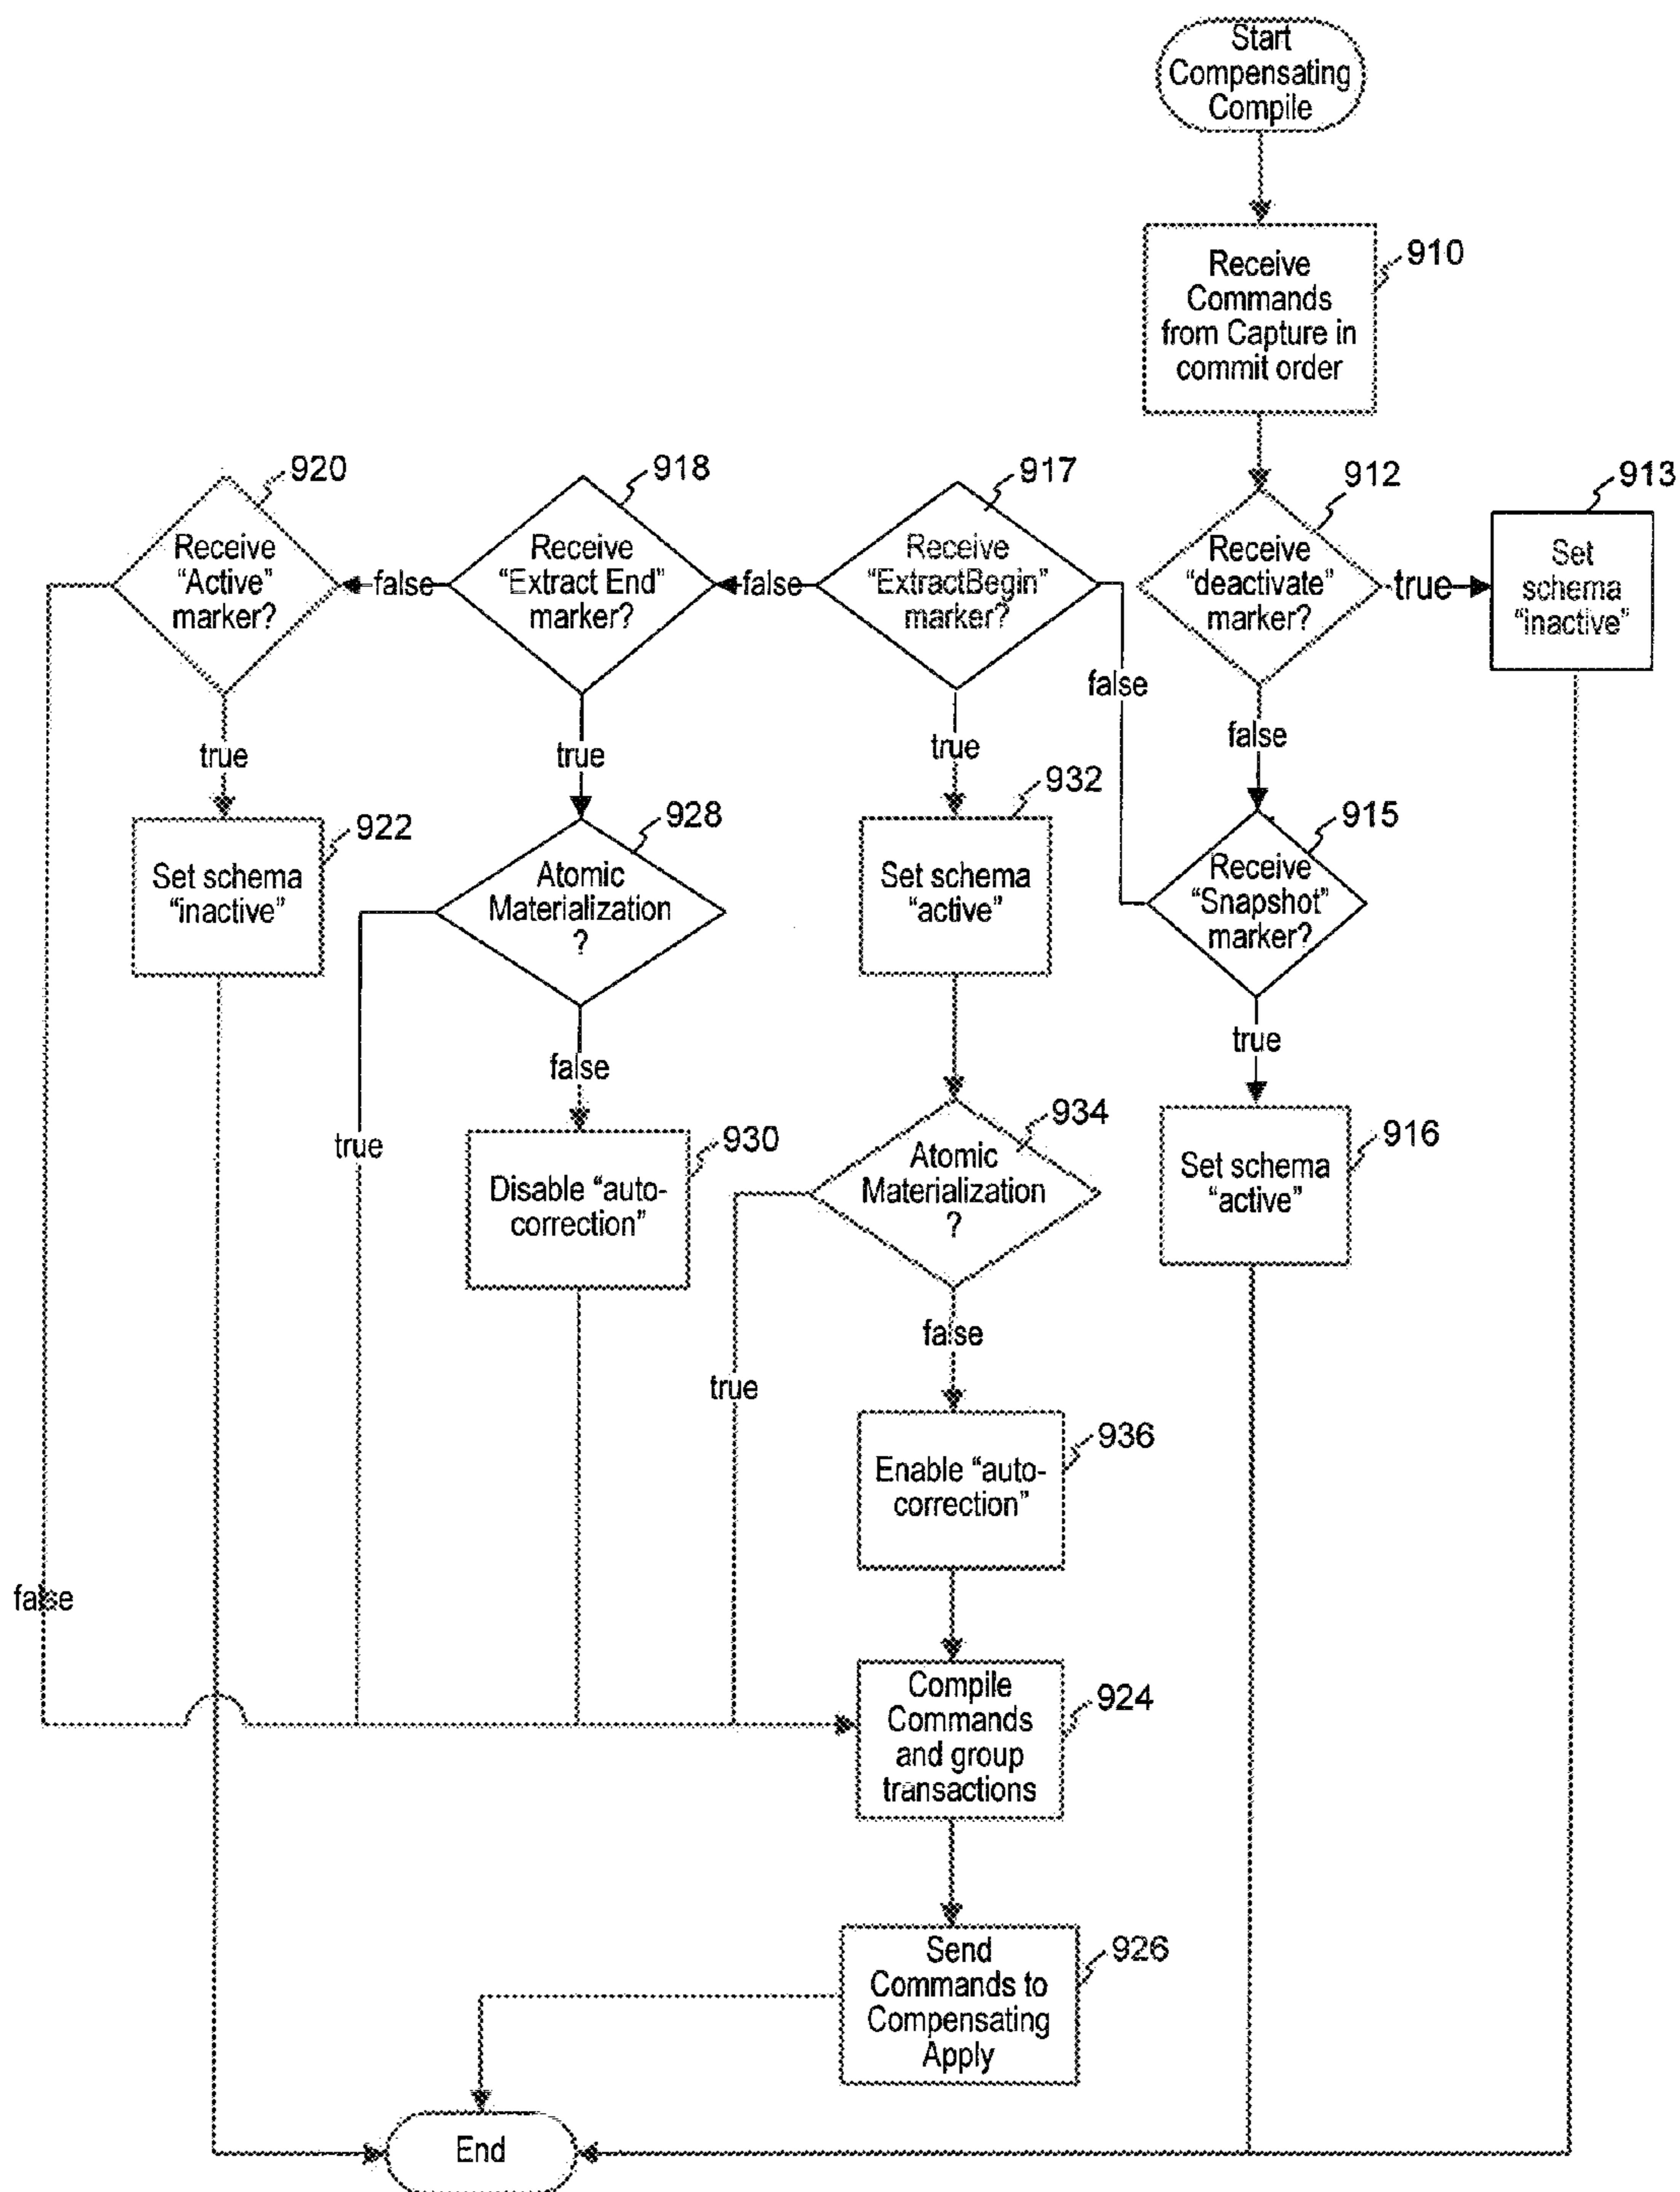 Start
Compensating
Compile
910
Receive
Commands
from Capture in
commit order
920
Receive
“Active”
marker?
918
Receive
“Extract End”
marker?
917
Receive
“ExtractBegin”
marker?
912
Receive
“deactivate”
marker?
913
Set
schema
“inactive”
false
false
true
false
false
true
true
true
922
Set schema
“inactive”
928
Atomic
Materialization
?
932
Set schema
“active”
915
Receive
“Snapshot”
marker?
true
false
true
930
Disable “auto-
correction”
934
Atomic
Materialization
?
916
Set schema
“active”
false
true
936
Enable “auto-
correction”
false
924
Compile
Commands
and group
transactions
926
Send
Commands to
Compensating
Apply
End